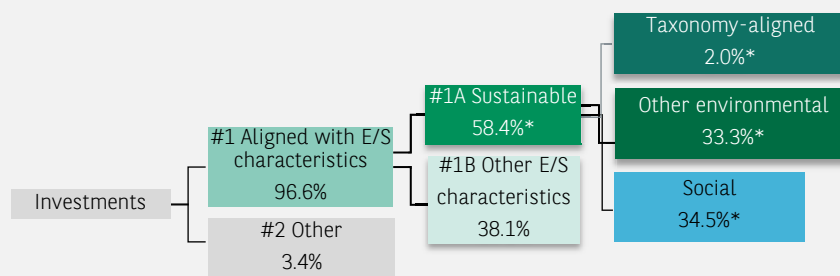 Investments
#1 Aligned with E/S
characteristics
96.6%
#2 Other
3.4%
#1A Sustainable
58.4%*
#1B Other E/S
characteristics
38.1%
Taxonomy-aligned
2.0%*
Other environmental
33.3%*
Social
34.5%*